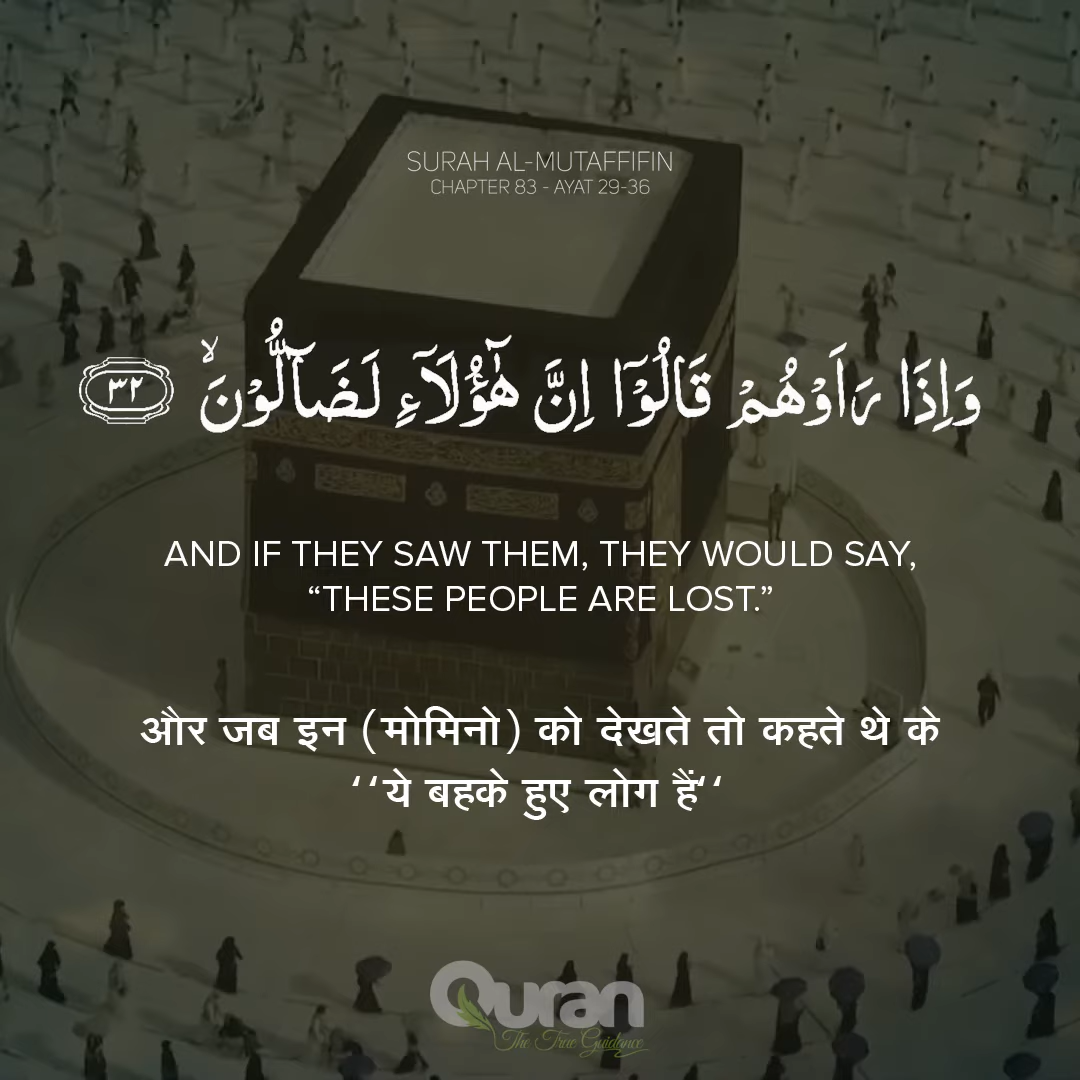 SURAH AL-MUTAFFIFIN
CHAPTER 83 - AYAT 29-36
وَاِذَا رَاَوْهُمْ قَالُوْٓا اِنَّ هٰٓؤُلَآءِ لَضَآلُّوْنَۙ ٣٢
AND IF THEY SAW THEM, THEY WOULD SAY,
“THESE PEOPLE ARE LOST.”
और जब इन (मोमिनो) को देखते तो कहते थे के
‘‘ये बहके हुए लोग हैं‘‘
Quran
The True Guidance